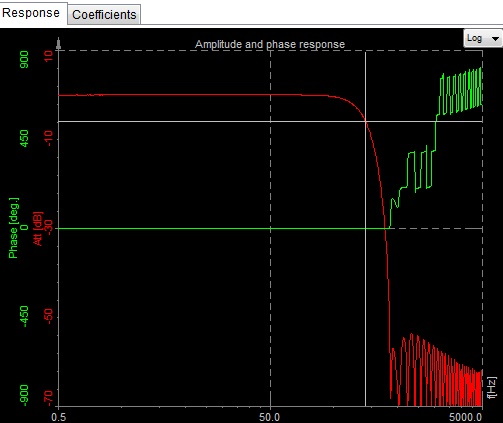 Response
Coefficients
Log
Amplitude and phase response
900
450
0
-450
-900
Phase [deg.]
10
-10
-30
-50
-70
Att [dB]
0.5
50.0
5000.0
f[Hz]